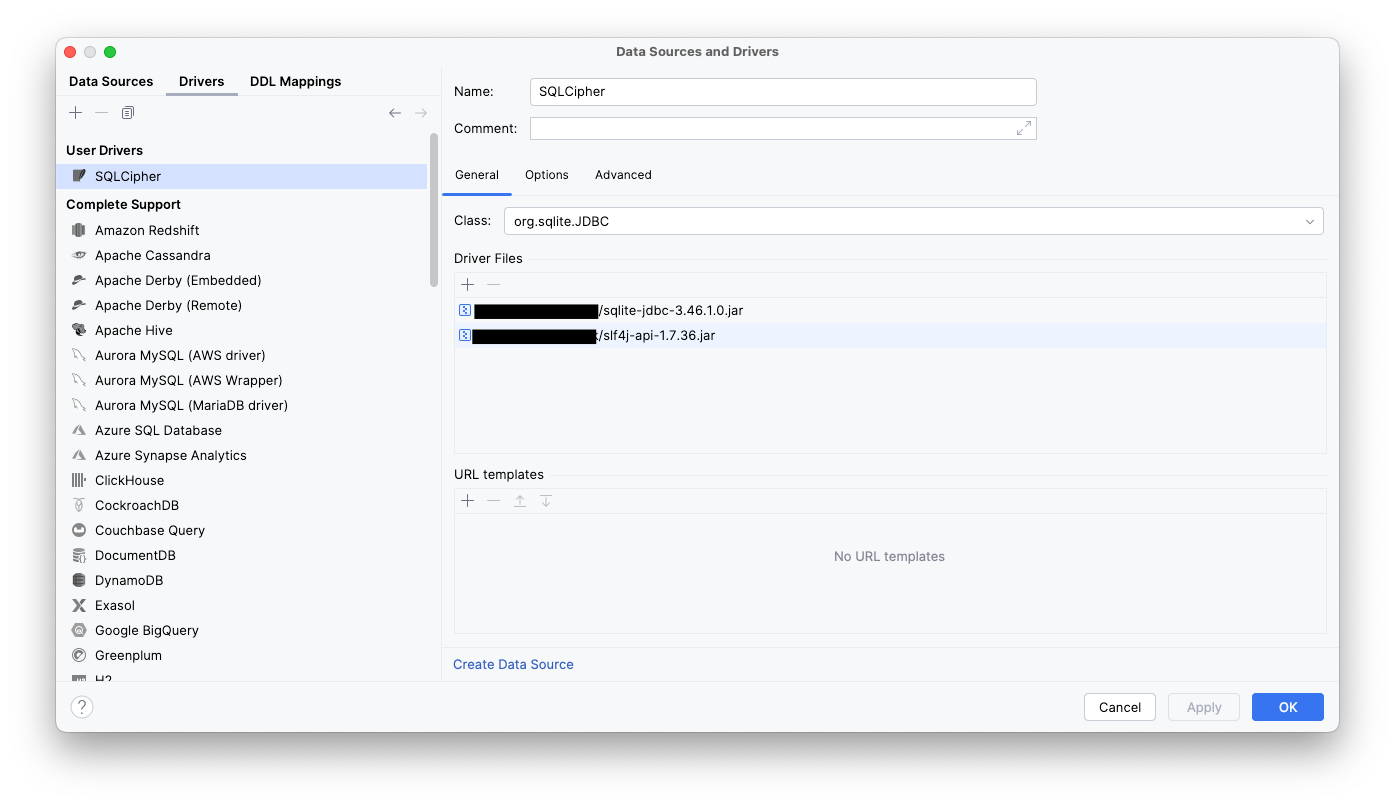 Data Sources and Drivers
Data Sources Drivers DDL Mappings
User Drivers
SQLCipher
Complete Support
Amazon Redshift
Apache Cassandra
Apache Derby (Embedded)
Apache Derby (Remote)
Apache Hive
Aurora MySQL (AWS driver)
Aurora MySQL (AWS Wrapper)
Aurora MySQL (MariaDB driver)
Azure SQL Database
Azure Synapse Analytics
ClickHouse
CockroachDB
Couchbase Query
DocumentDB
DynamoDB
Exasol
Google BigQuery
Greenplum
H2
Name: SQLCipher
Comment:
General Options Advanced
Class: org.sqlite.JDBC
Driver Files
/sqlite-jdbc-3.46.1.0.jar
/slf4j-api-1.7.36.jar
URL templates
No URL templates
Create Data Source
? Cancel Apply OK